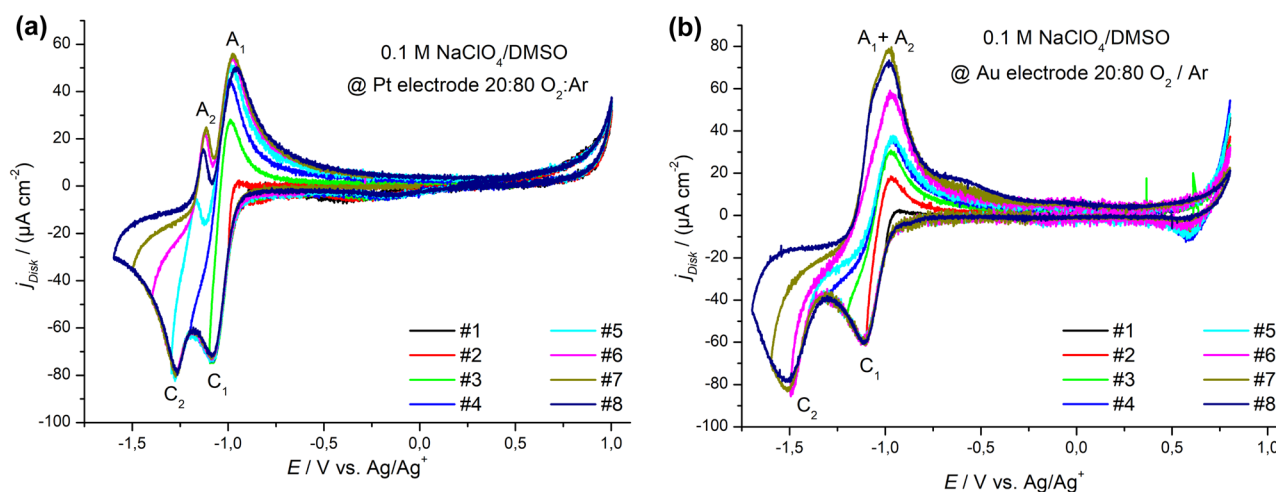 (a)
60
40
20
0
-20
-40
-60
-80
-100
j_Disk / (µA cm⁻²)
A₁
A₂
C₂
C₁
0.1 M NaClO₄/DMSO
@ Pt electrode 20:80 O₂:Ar
#1 #5
#2 #6
#3 #7
#4 #8
-1,5 -1,0 -0,5 0,0 0,5 1,0
E / V vs. Ag/Ag⁺
(b)
100
80
60
40
20
0
-20
-40
-60
-80
-100
j_Disk / (µA cm⁻²)
A₁ + A₂
C₁
C₂
0.1 M NaClO₄/DMSO
@ Au electrode 20:80 O₂ / Ar
#1 #5
#2 #6
#3 #7
#4 #8
-1,5 -1,0 -0,5 0,0 0,5 1,0
E / V vs. Ag/Ag⁺